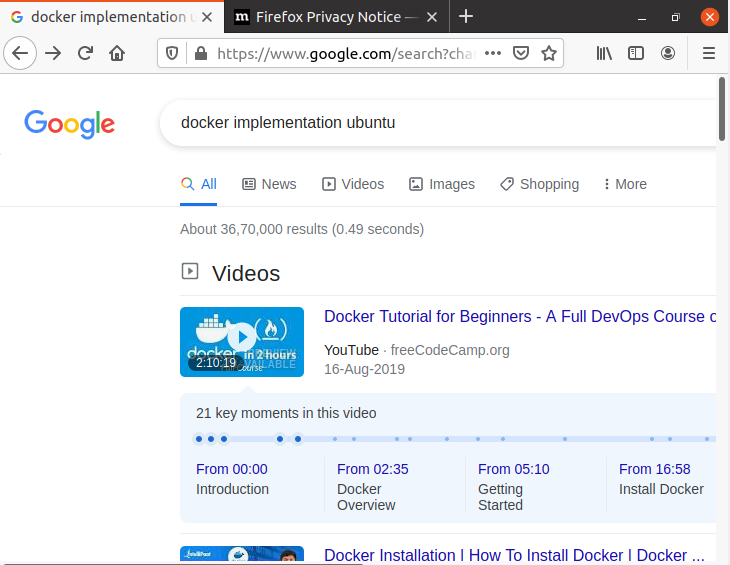 docker implementation u
Firefox Privacy Notice —
https://www.google.com/search?cha
Google
docker implementation ubuntu
All News Videos Images Shopping More
About 36,70,000 results (0.49 seconds)
Videos
docker in 2 hours
PREVIEW
AVAILABLE
course
2:10:19
Docker Tutorial for Beginners - A Full DevOps Course o
YouTube · freeCodeCamp.org
16-Aug-2019
21 key moments in this video
From 00:00 From 02:35 From 05:10 From 16:58
Introduction Docker Getting Install Docker
Overview Started
Intellipaat
Docker Installation | How To Install Docker | Docker ...